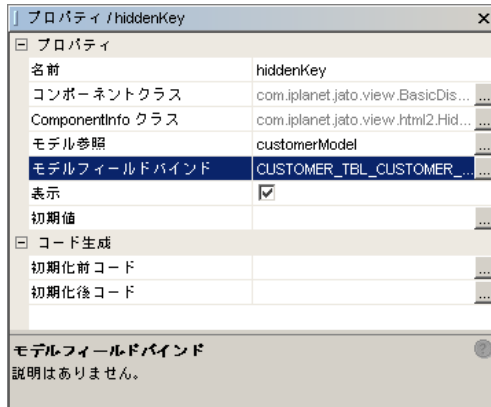 プロパティ / hiddenKey
プロパティ
名前 hiddenKey
コンポーネントクラス com.iplanet.jato.view.BasicDis... ...
ComponentInfo クラス com.iplanet.jato.view.html2.Hid... ...
モデル参照 customerModel
モデルフィールドバインド CUSTOMER_TBL_CUSTOMER_... ...
表示
初期値 ...
コード生成
初期化前コード ...
初期化後コード ...
モデルフィールドバインド
説明はありません。